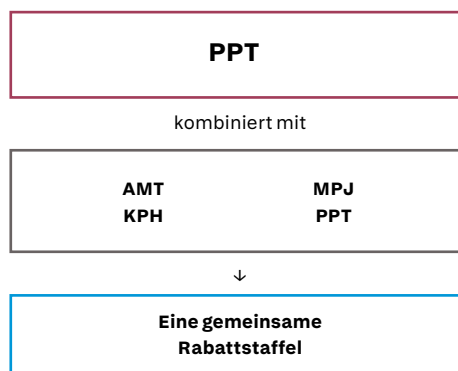 PPT
kombiniert mit
AMT MPJ
KPH PPT
↓
Eine gemeinsame
Rabattstaffel